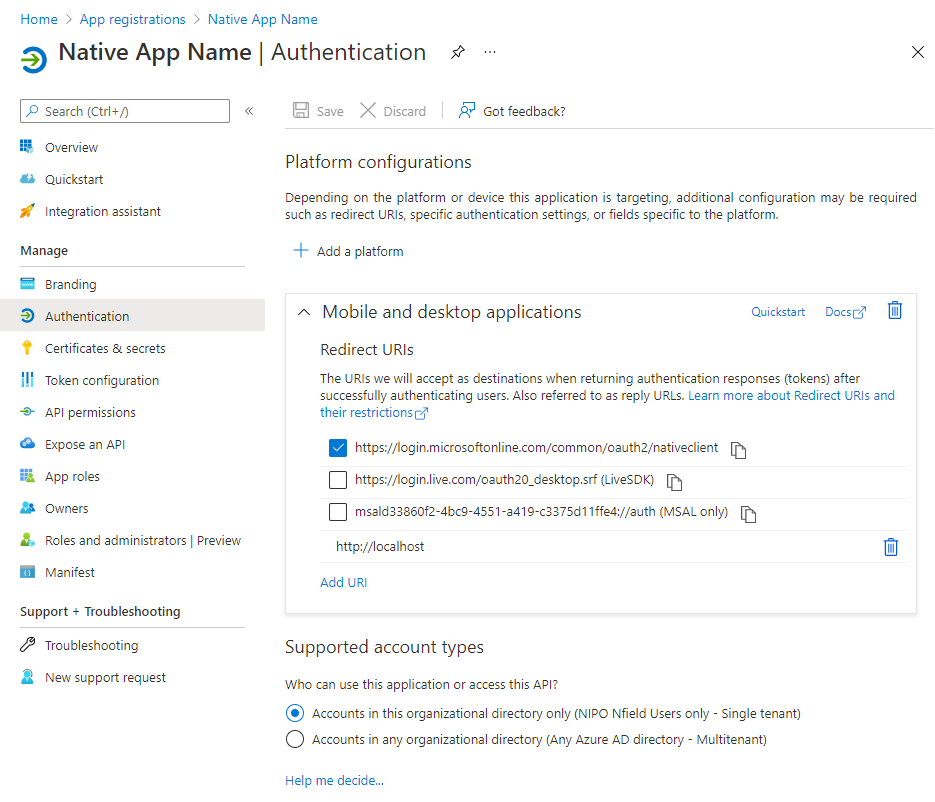 Home > App registrations > Native App Name
Native App Name | Authentication
Search (Ctrl+/)
Overview
Quickstart
Integration assistant
Manage
Branding
Authentication
Certificates & secrets
Token configuration
API permissions
Expose an API
App roles
Owners
Roles and administrators | Preview
Manifest
Support + Troubleshooting
Troubleshooting
New support request
Save Discard Got feedback?
Platform configurations
Depending on the platform or device this application is targeting, additional configuration may be required
such as redirect URIs, specific authentication settings, or fields specific to the platform.
Add a platform
Mobile and desktop applications Quickstart Docs
Redirect URIs
The URIs we will accept as destinations when returning authentication responses (tokens) after
successfully authenticating users. Also referred to as reply URLs. Learn more about Redirect URIs and
their restrictions
https://login.microsoftonline.com/common/oauth2/nativeclient
https://login.live.com/oauth20_desktop.srf (LiveSDK)
msald33860f2-4bc9-4551-a419-c3375d11ffe4://auth (MSAL only)
http://localhost
Add URI
Supported account types
Who can use this application or access this API?
Accounts in this organizational directory only (NIPO Nfield Users only - Single tenant)
Accounts in any organizational directory (Any Azure AD directory - Multitenant)
Help me decide...